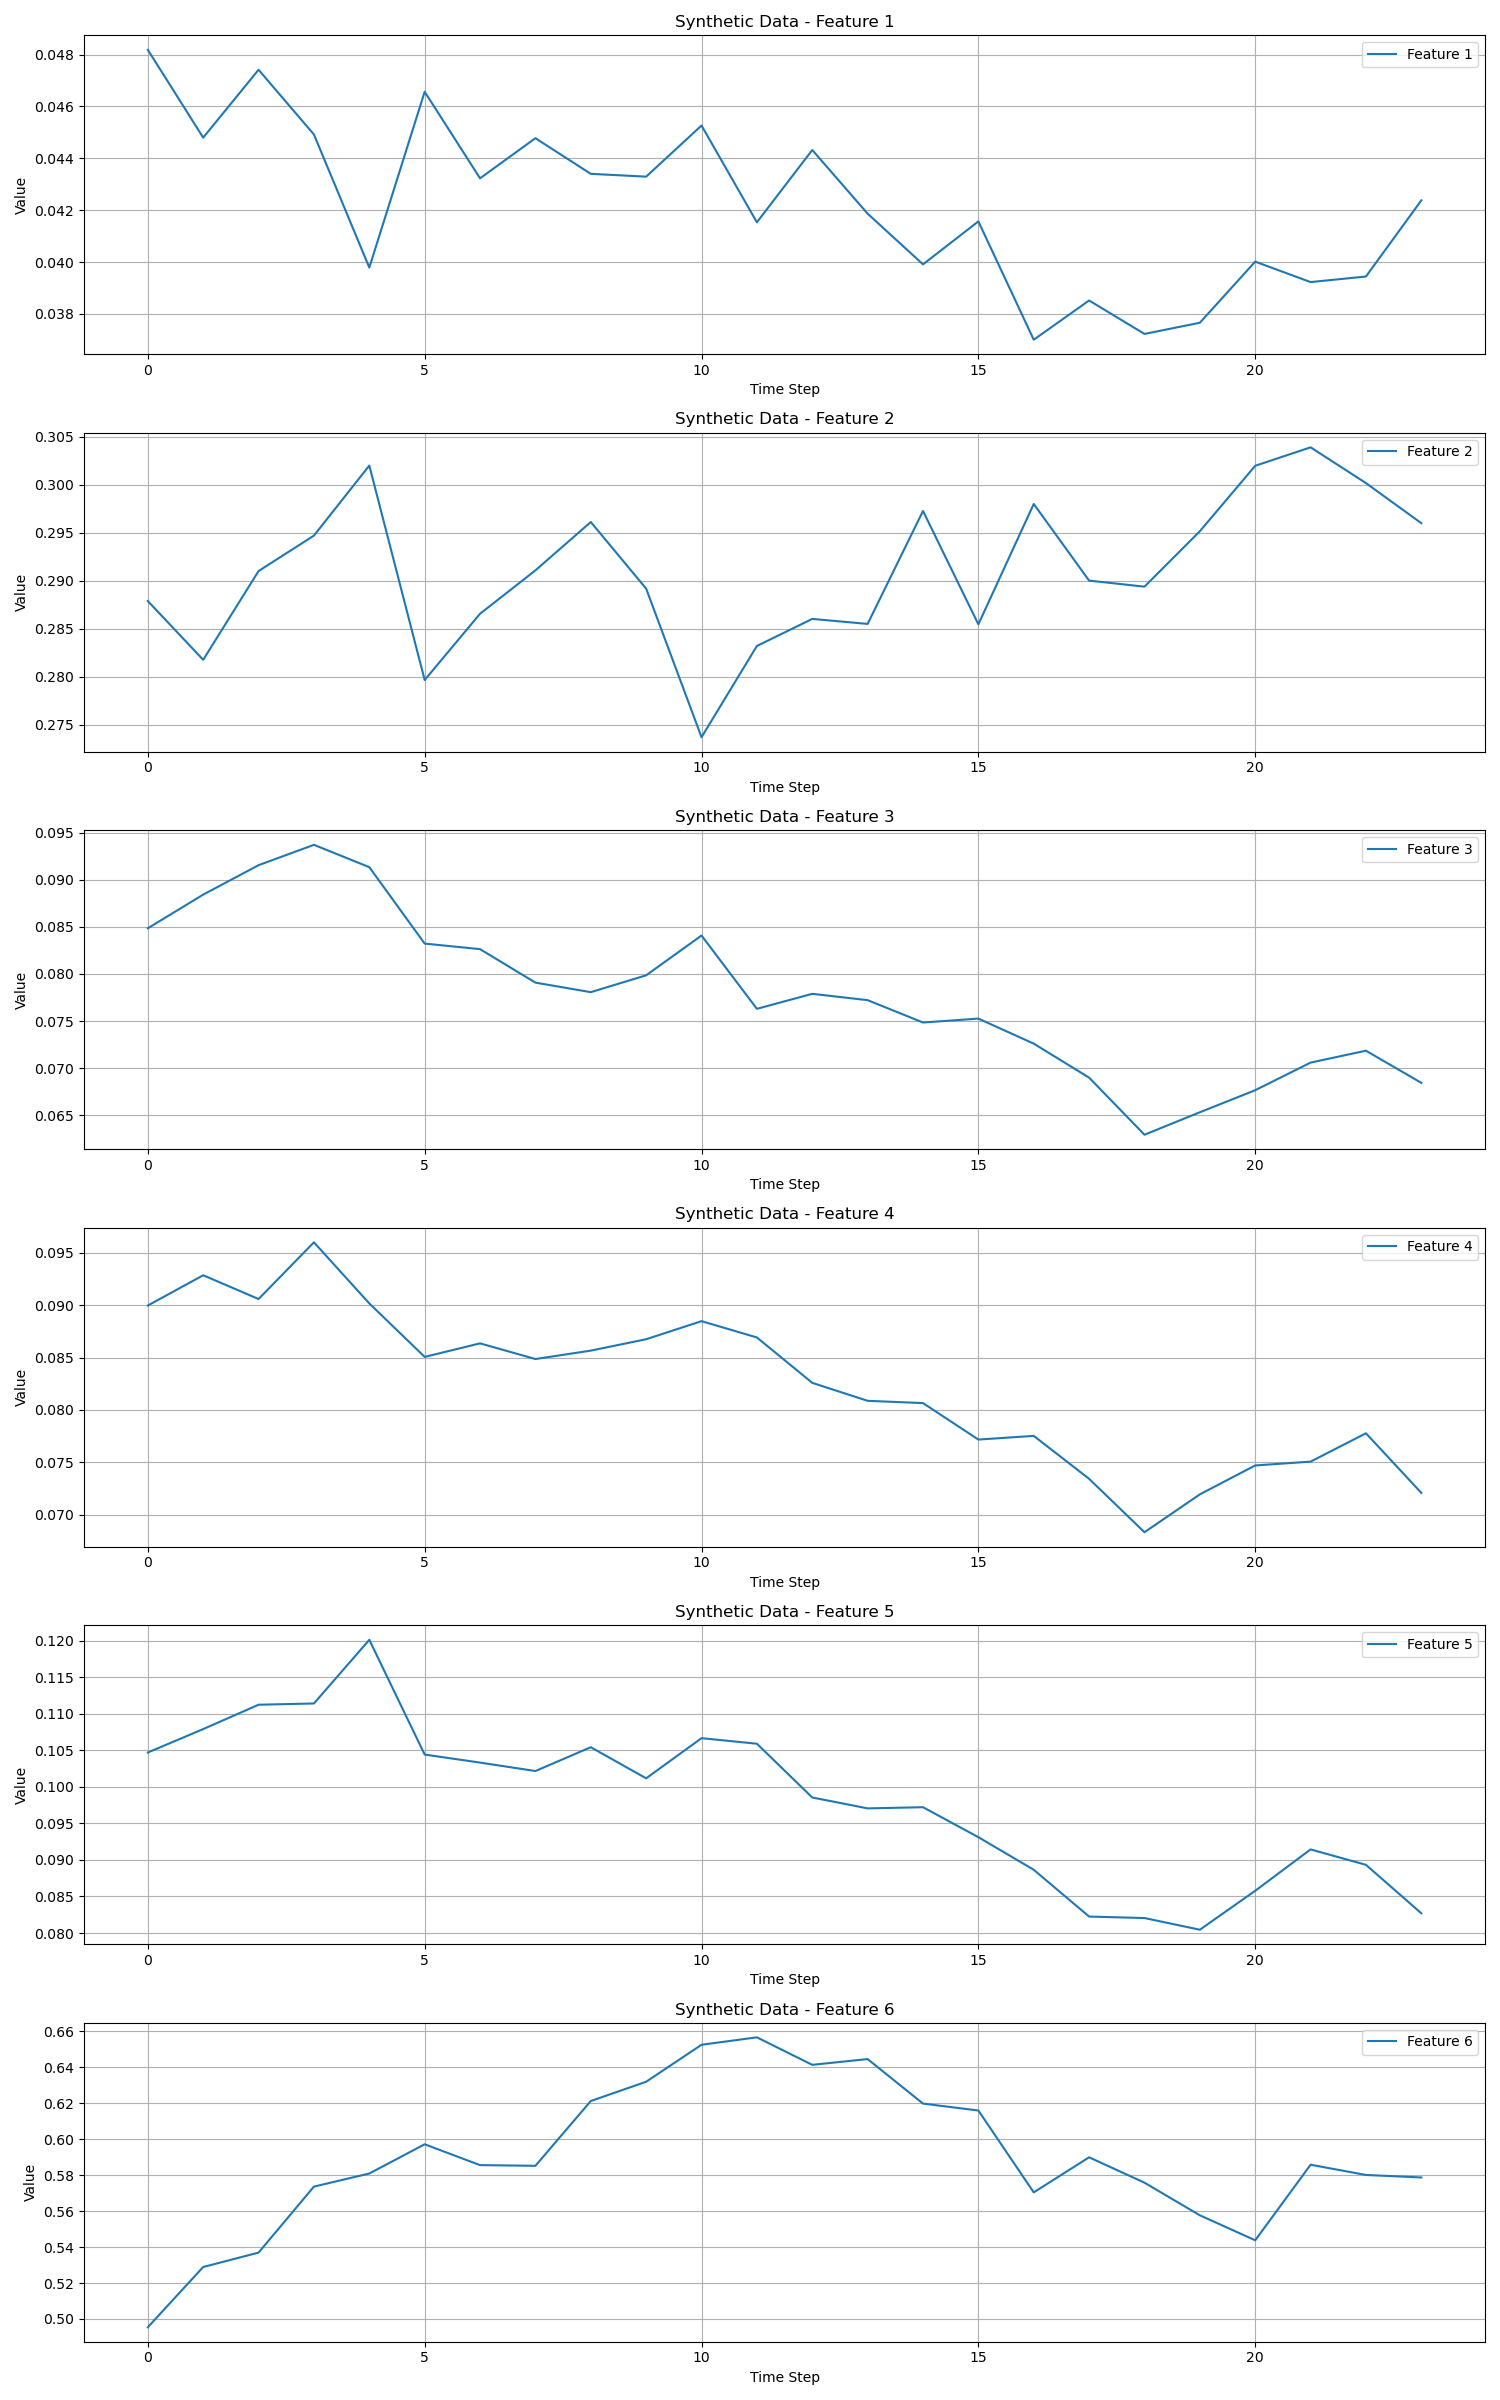 Synthetic Data - Feature 1
Feature 1
0.048
0.046
0.044
0.042
0.040
0.038
Value
0 5 10 15 20
Time Step
Synthetic Data - Feature 2
Feature 2
0.305
0.300
0.295
0.290
0.285
0.280
0.275
Value
0 5 10 15 20
Time Step
Synthetic Data - Feature 3
Feature 3
0.095
0.090
0.085
0.080
0.075
0.070
0.065
Value
0 5 10 15 20
Time Step
Synthetic Data - Feature 4
Feature 4
0.095
0.090
0.085
0.080
0.075
0.070
Value
0 5 10 15 20
Time Step
Synthetic Data - Feature 5
Feature 5
0.120
0.115
0.110
0.105
0.100
0.095
0.090
0.085
0.080
Value
0 5 10 15 20
Time Step
Synthetic Data - Feature 6
Feature 6
0.66
0.64
0.62
0.60
0.58
0.56
0.54
0.52
0.50
Value
0 5 10 15 20
Time Step